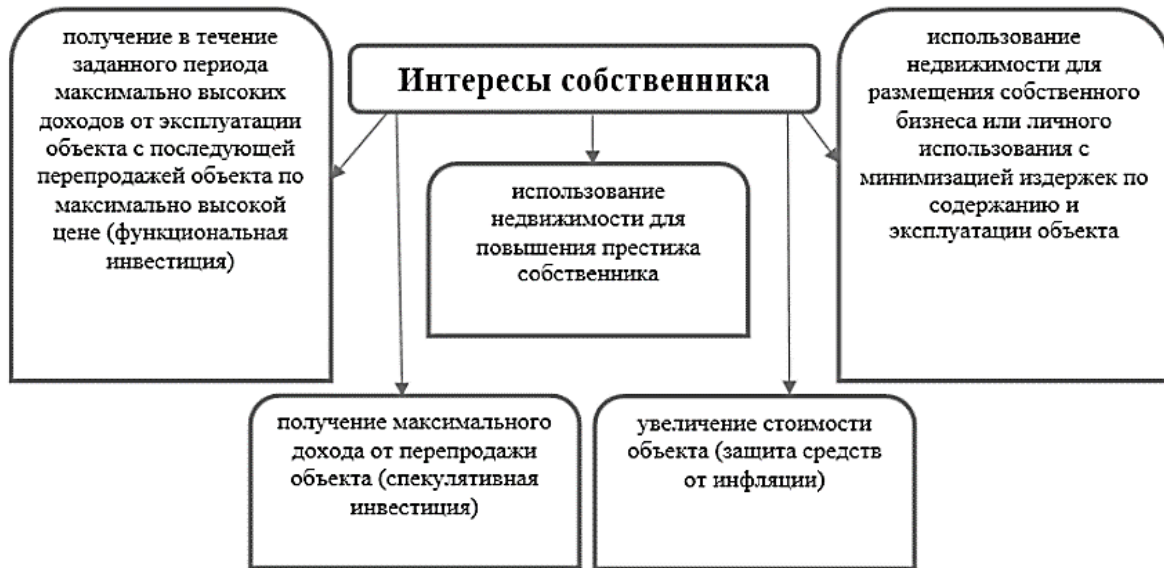 Интересы собственника
получение в течение
заданного периода
максимально высоких
доходов от эксплуатации
объекта с последующей
перепродажей объекта по
максимально высокой
цене (функциональная
инвестиция)
использование
недвижимости для
повышения престижа
собственника
использование
недвижимости для
размещения собственного
бизнеса или личного
использования с
минимизацией издержек по
содержанию и
эксплуатации объекта
получение максимального
дохода от перепродажи
объекта (спекулятивная
инвестиция)
увеличение стоимости
объекта (защита средств
от инфляции)